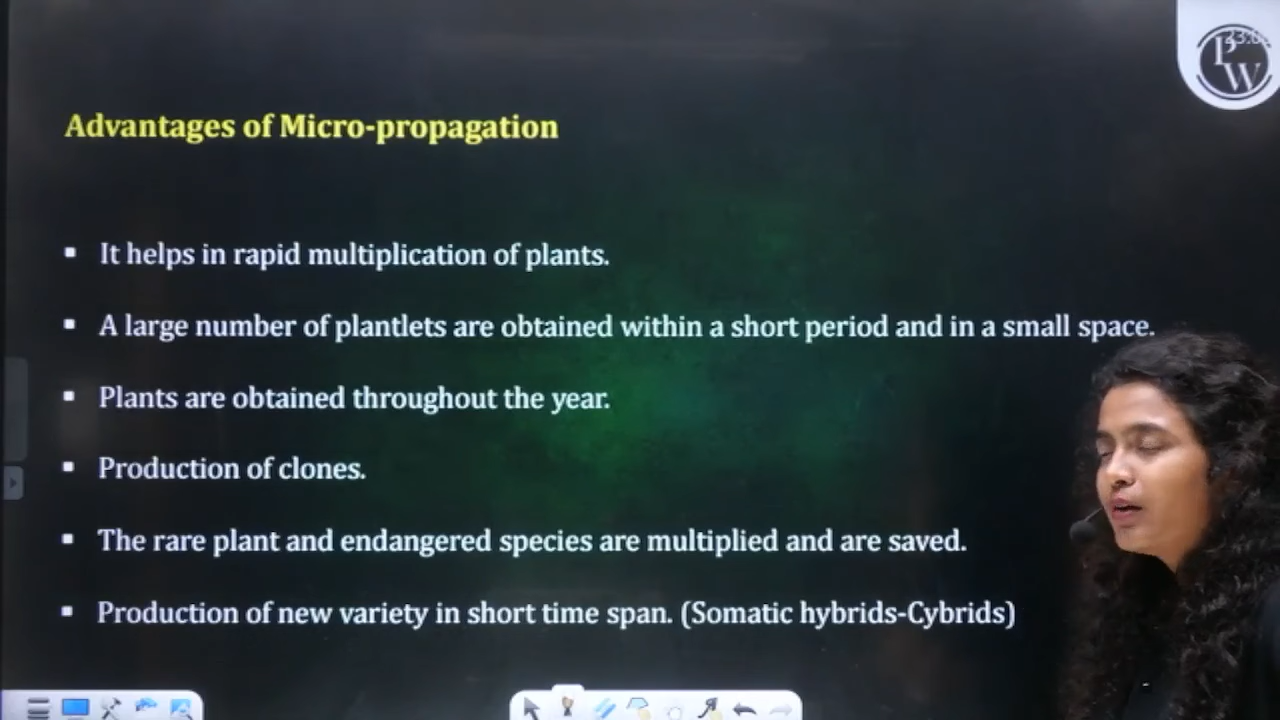 PW
Advantages of Micro-propagation
▪ It helps in rapid multiplication of plants.
▪ A large number of plantlets are obtained within a short period and in a small space.
▪ Plants are obtained throughout the year.
▪ Production of clones.
▪ The rare plant and endangered species are multiplied and are saved.
▪ Production of new variety in short time span. (Somatic hybrids-Cybrids)